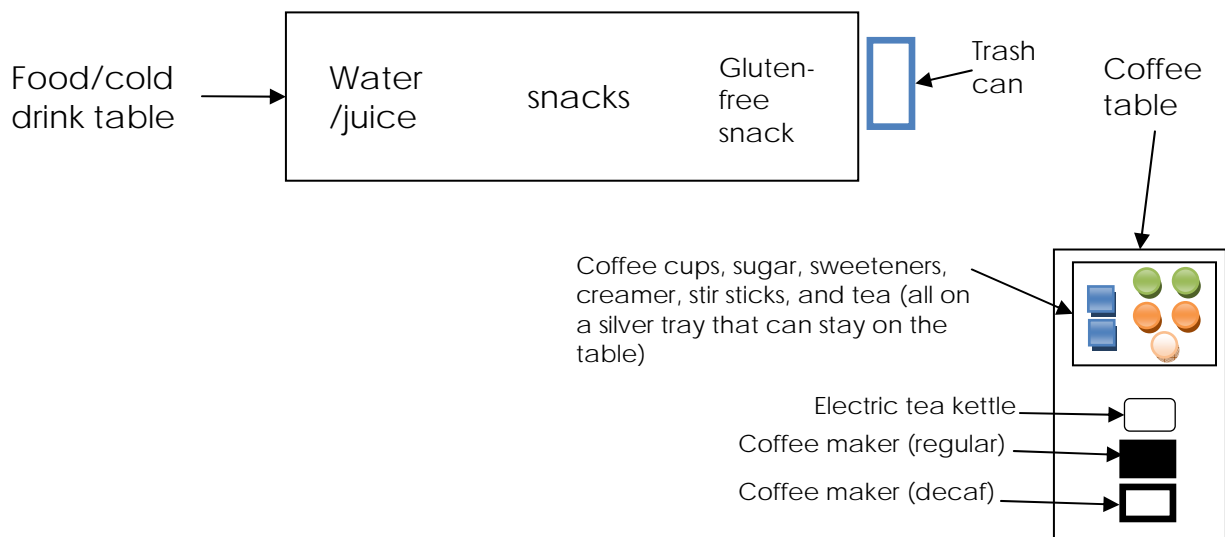 Food/cold
drink table
Water
/juice
snacks
Gluten-
free
snack
Trash
can
Coffee
table
Coffee cups, sugar, sweeteners,
creamer, stir sticks, and tea (all on
a silver tray that can stay on the
table)
Electric tea kettle
Coffee maker (regular)
Coffee maker (decaf)